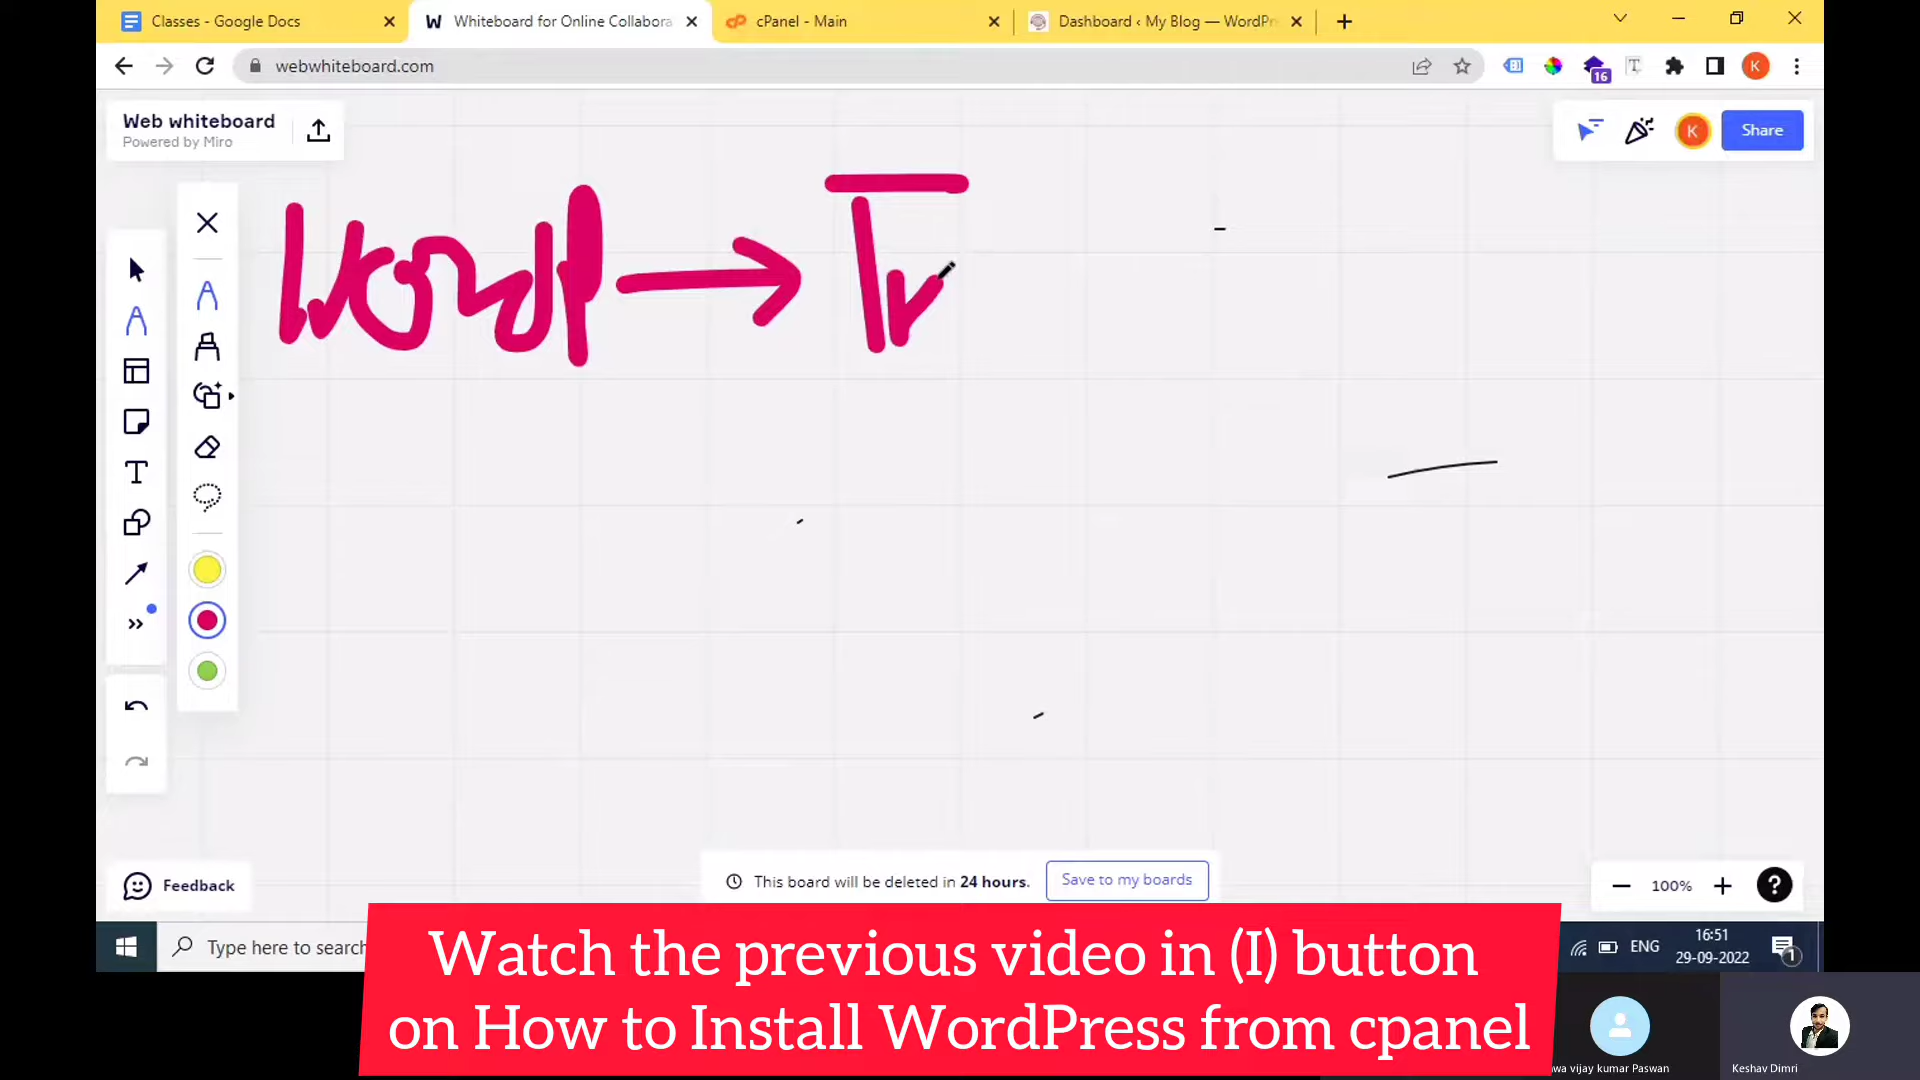 Classes - Google Docs
Whiteboard for Online Collabora
cPanel - Main
Dashboard ‹ My Blog — WordPr
webwhiteboard.com
16
K
Web whiteboard
Powered by Miro
K
Share
WordP
T
Feedback
This board will be deleted in 24 hours.
Save to my boards
100%
?
Type here to search
ENG
16:51
29-09-2022
1
Watch the previous video in (I) button
on How to Install WordPress from cpanel
wa vijay kumar Paswan
Keshav Dimri